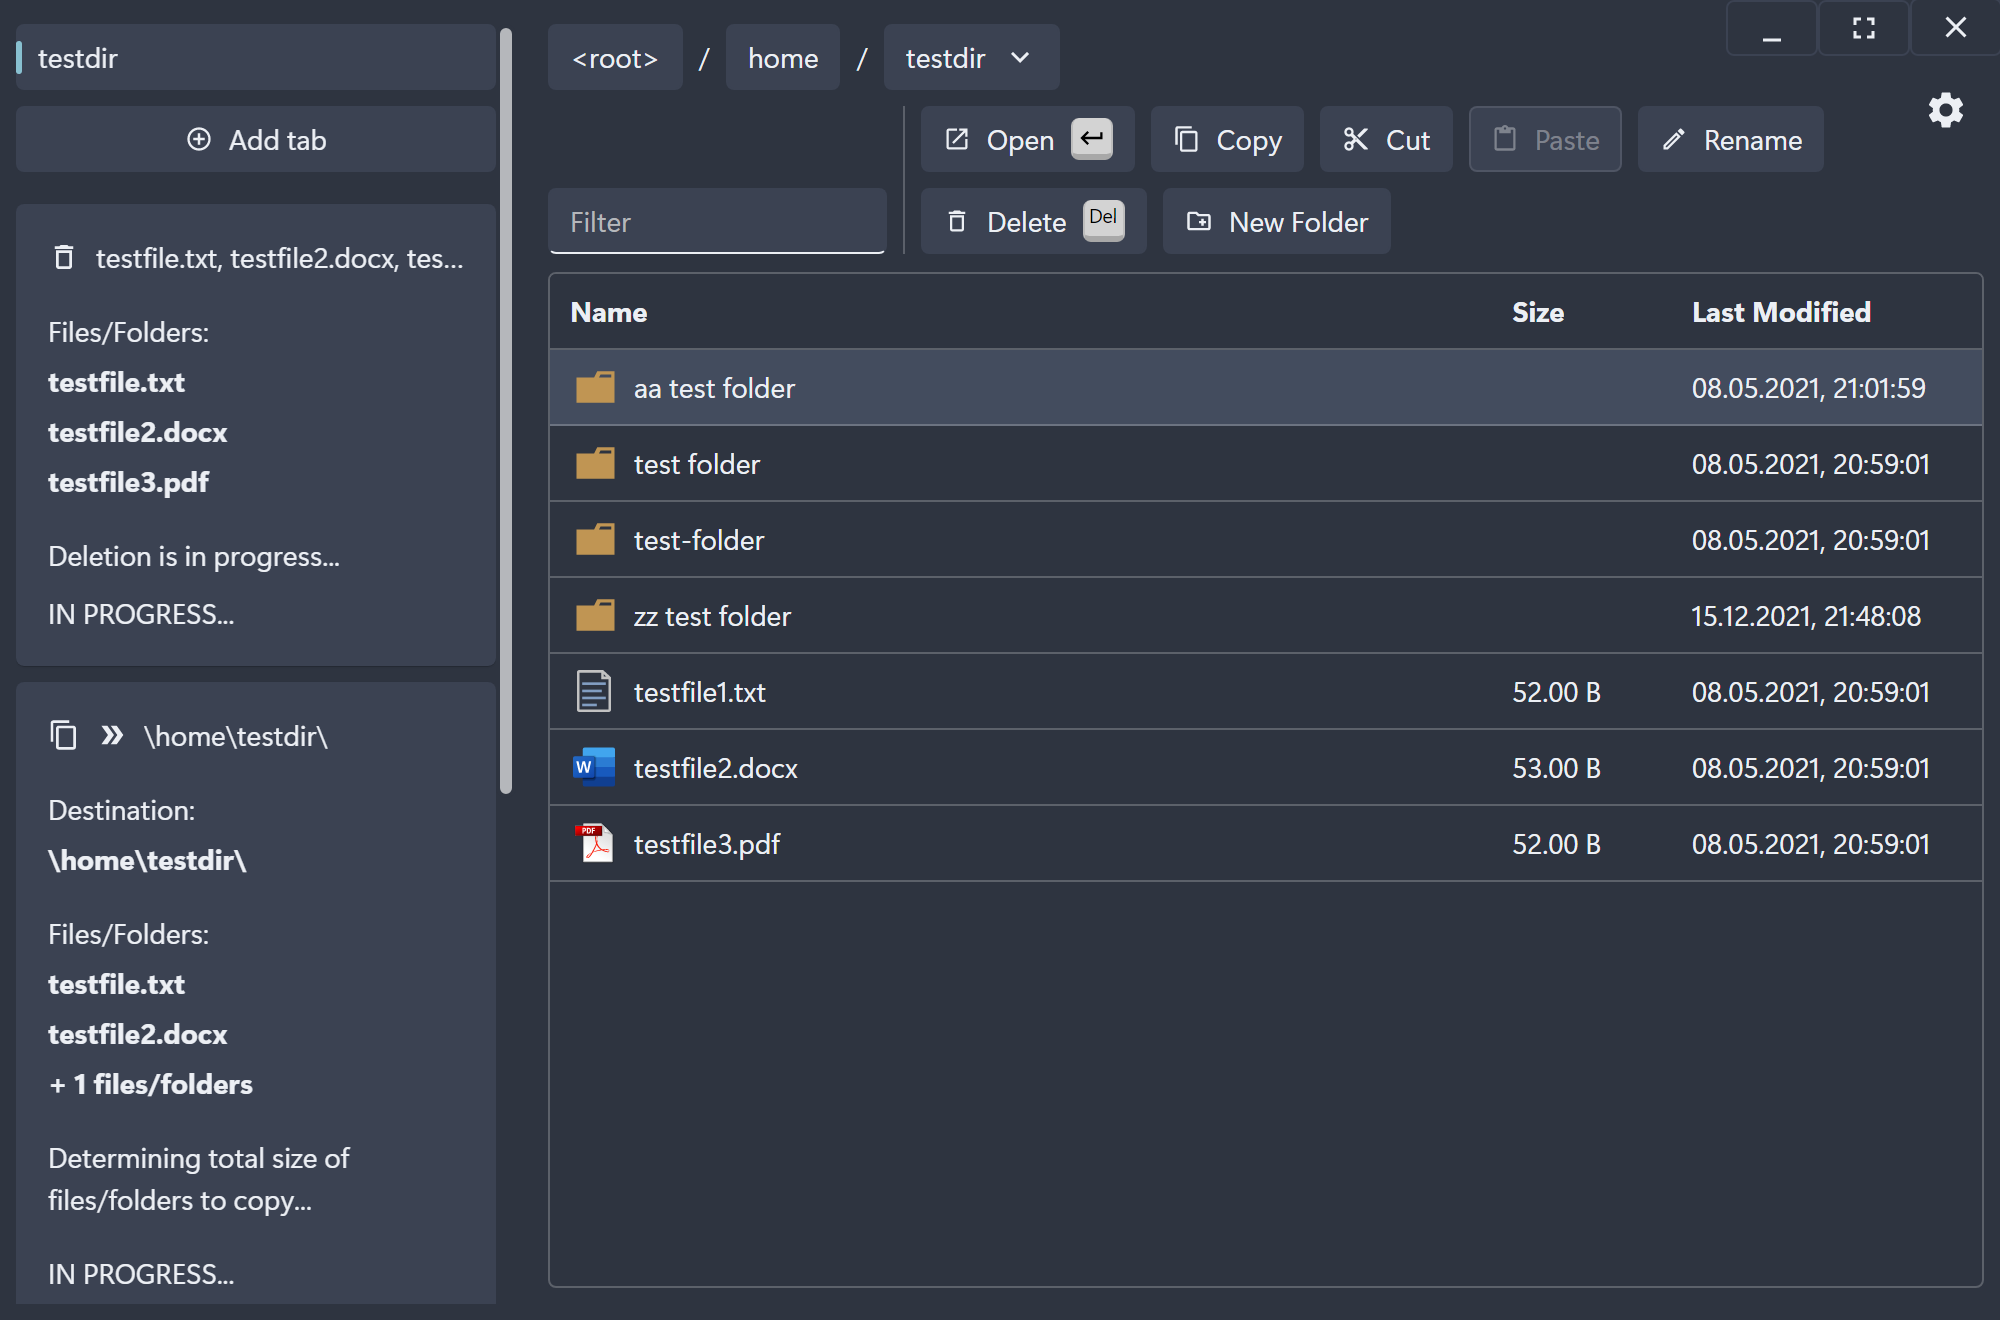 testdir
Add tab
testfile.txt, testfile2.docx, tes...
Files/Folders:
testfile.txt
testfile2.docx
testfile3.pdf
Deletion is in progress...
IN PROGRESS...
\home\testdir\
Destination:
\home\testdir\
Files/Folders:
testfile.txt
testfile2.docx
+ 1 files/folders
Determining total size of
files/folders to copy...
IN PROGRESS...
<root> / home / testdir
Open Copy Cut Paste Rename
Filter
Delete Del New Folder
Name Size Last Modified
aa test folder 08.05.2021, 21:01:59
test folder 08.05.2021, 20:59:01
test-folder 08.05.2021, 20:59:01
zz test folder 15.12.2021, 21:48:08
testfile1.txt 52.00 B 08.05.2021, 20:59:01
W testfile2.docx 53.00 B 08.05.2021, 20:59:01
PDF testfile3.pdf 52.00 B 08.05.2021, 20:59:01